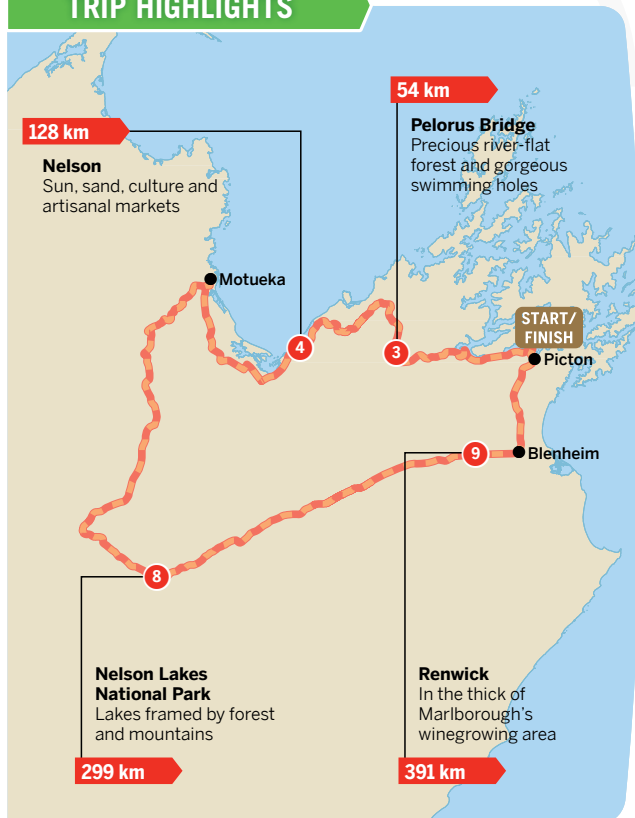 TRIP HIGHLIGHTS
54 km
Pelorus Bridge
Precious river-flat
forest and gorgeous
swimming holes
128 km
Nelson
Sun, sand, culture and
artisanal markets
Motueka
START/
FINISH
4
3
Picton
9
Blenheim
8
Nelson Lakes
National Park
Lakes framed by forest
and mountains
299 km
Renwick
In the thick of
Marlborough's
winegrowing area
391 km